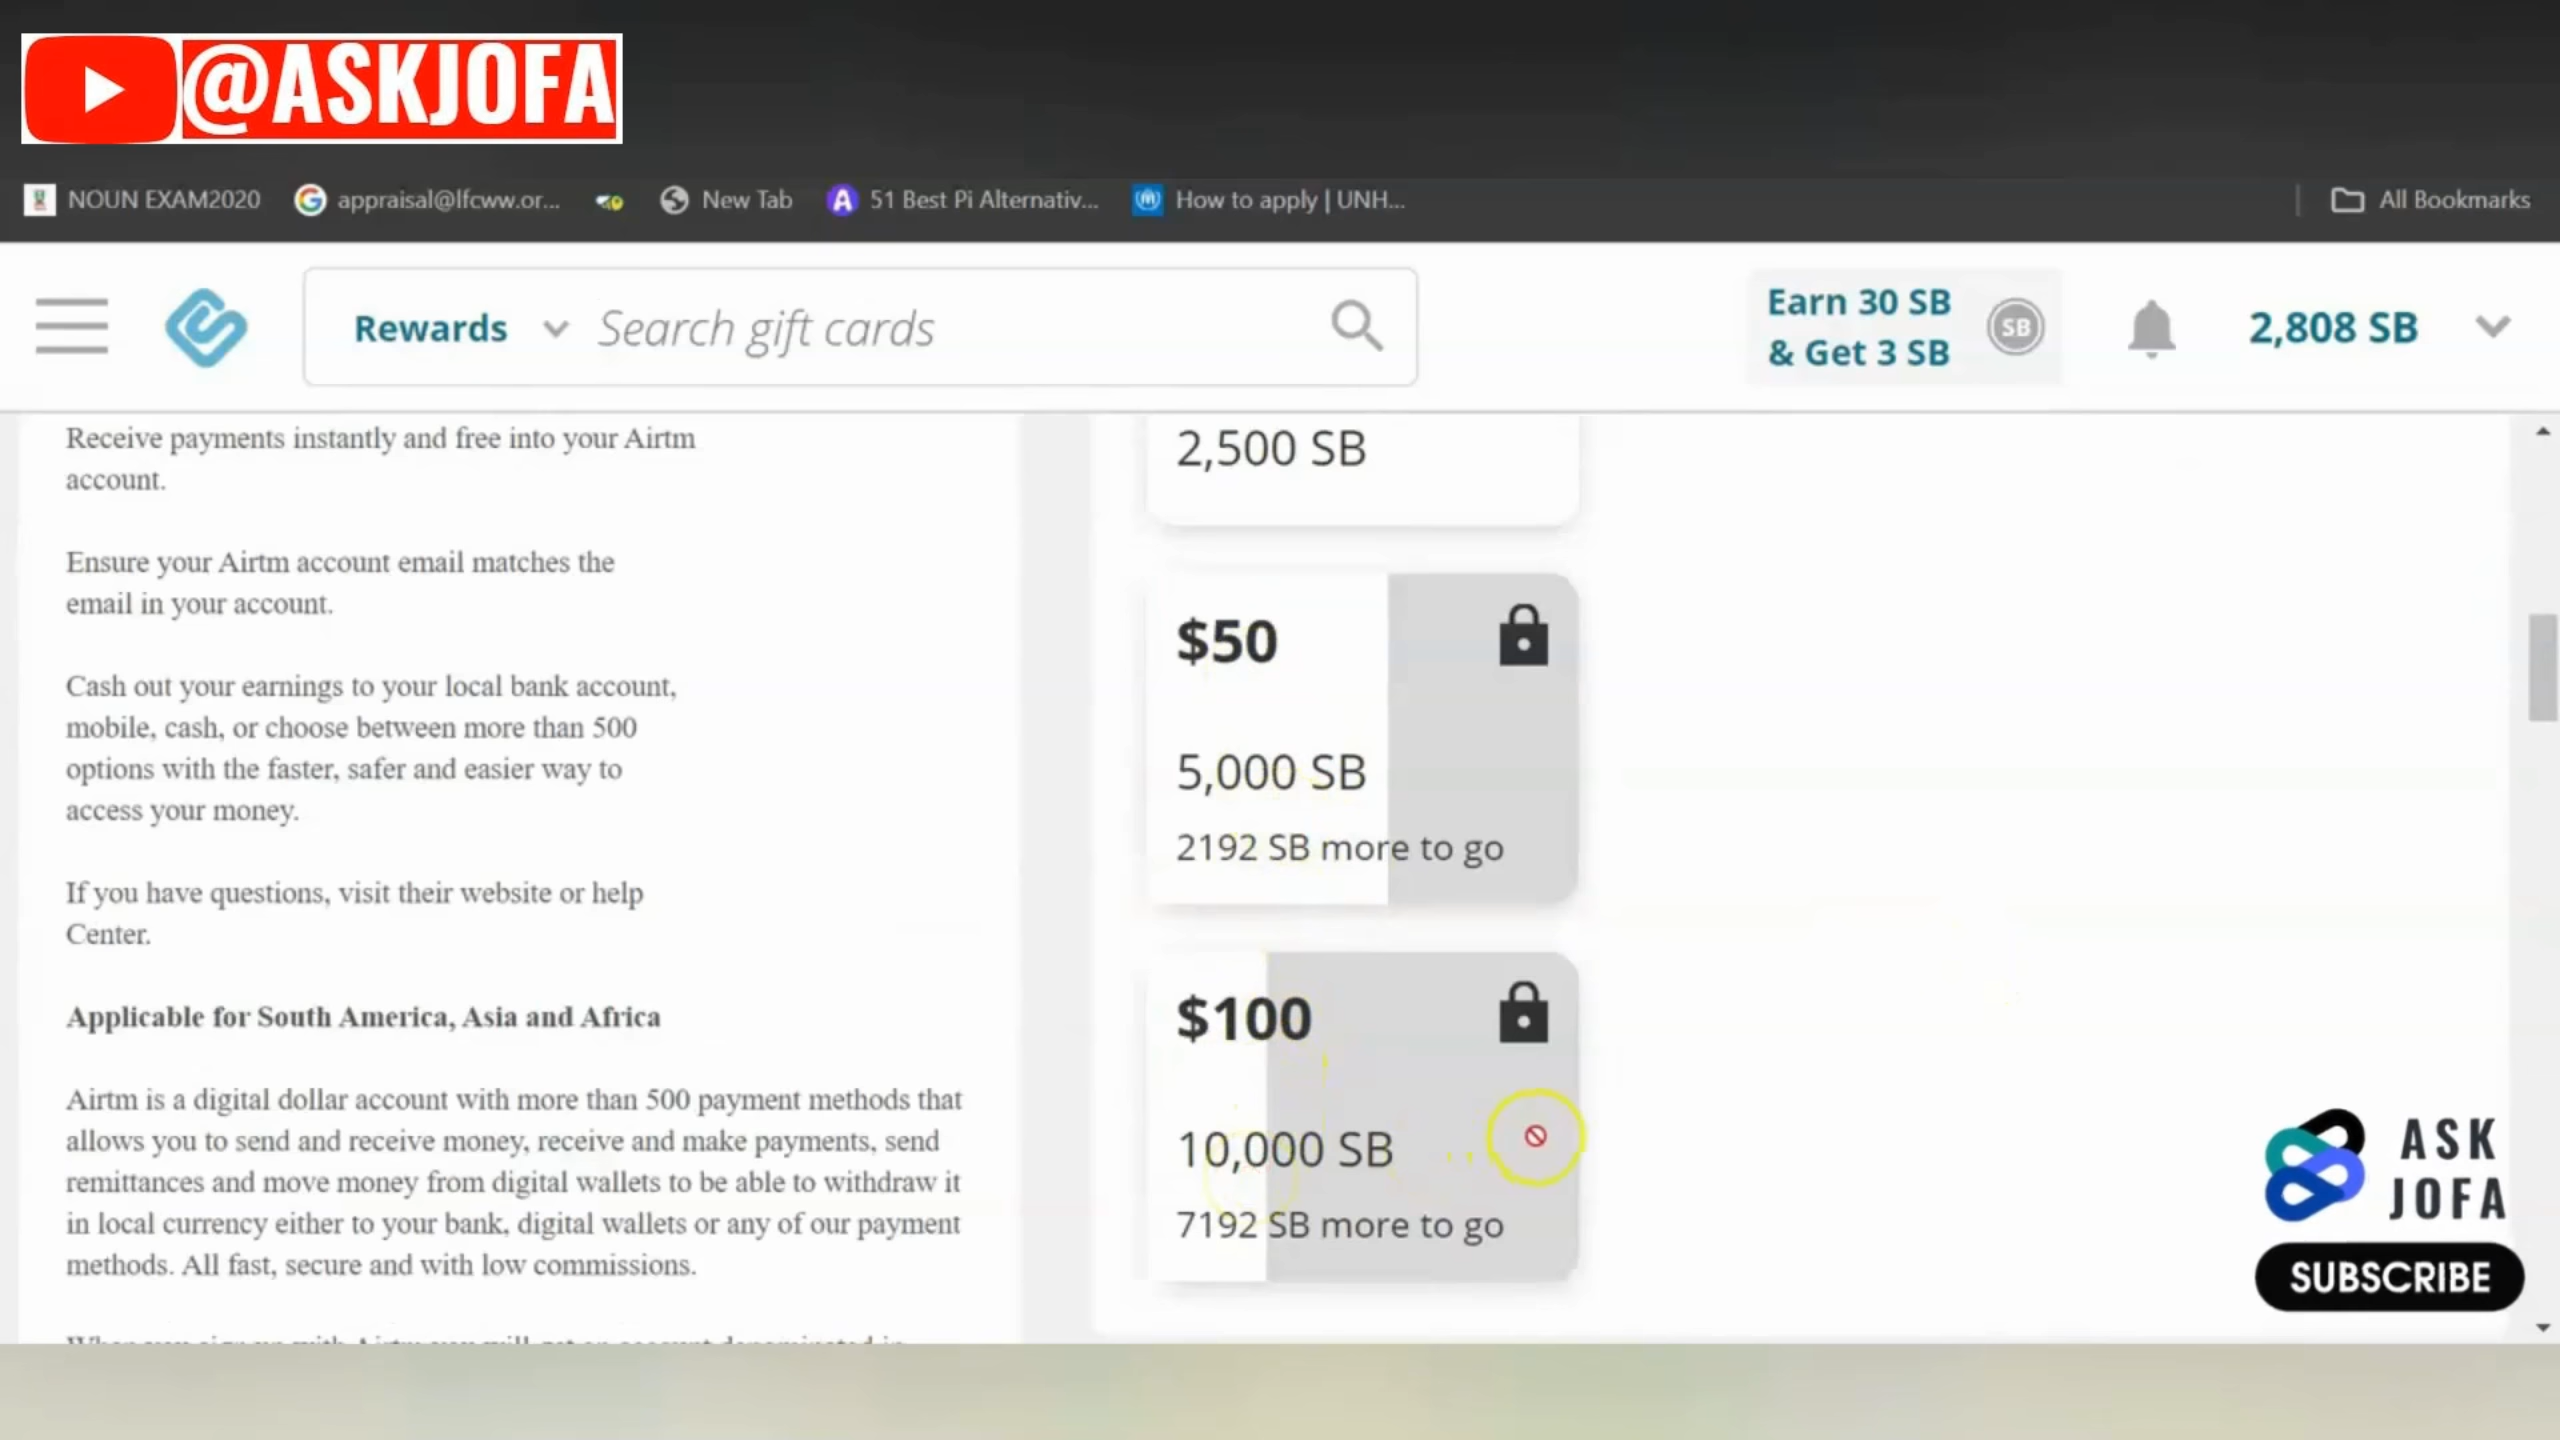 @ASKJOFA
NOUN EXAM2020
appraisal@lfcww.or...
New Tab
51 Best Pi Alternativ...
How to apply | UNH...
All Bookmarks
Rewards
Search gift cards
Earn 30 SB
& Get 3 SB
SB
2,808 SB
Receive payments instantly and free into your Airtm
account.
Ensure your Airtm account email matches the
email in your account.
Cash out your earnings to your local bank account,
mobile, cash, or choose between more than 500
options with the faster, safer and easier way to
access your money.
If you have questions, visit their website or help
Center.
Applicable for South America, Asia and Africa
Airtm is a digital dollar account with more than 500 payment methods that
allows you to send and receive money, receive and make payments, send
remittances and move money from digital wallets to be able to withdraw it
in local currency either to your bank, digital wallets or any of our payment
methods. All fast, secure and with low commissions.
2,500 SB
$50
5,000 SB
2192 SB more to go
$100
10,000 SB
7192 SB more to go
ASK
JOFA
SUBSCRIBE